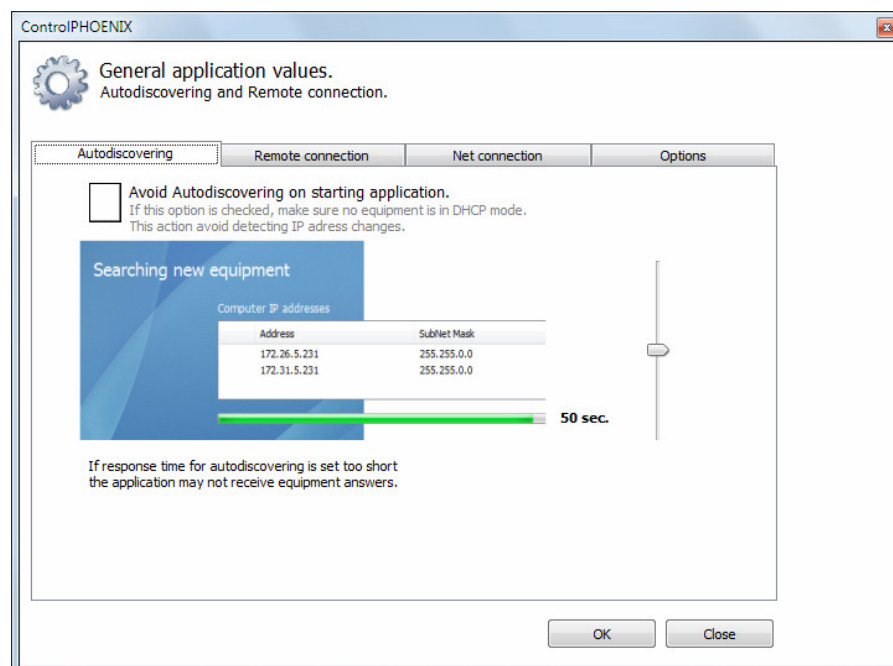 ControlPHOENIX
General application values.
Autodiscovering and Remote connection.
Autodiscovering Remote connection Net connection Options
Avoid Autodiscovering on starting application.
If this option is checked, make sure no equipment is in DHCP mode.
This action avoid detecting IP adress changes.
Searching new equipment
Computer IP addresses
Address SubNet Mask
172.26.5.231 255.255.0.0
172.31.5.231 255.255.0.0
50 sec.
If response time for autodiscovering is set too short
the application may not receive equipment answers.
OK Close